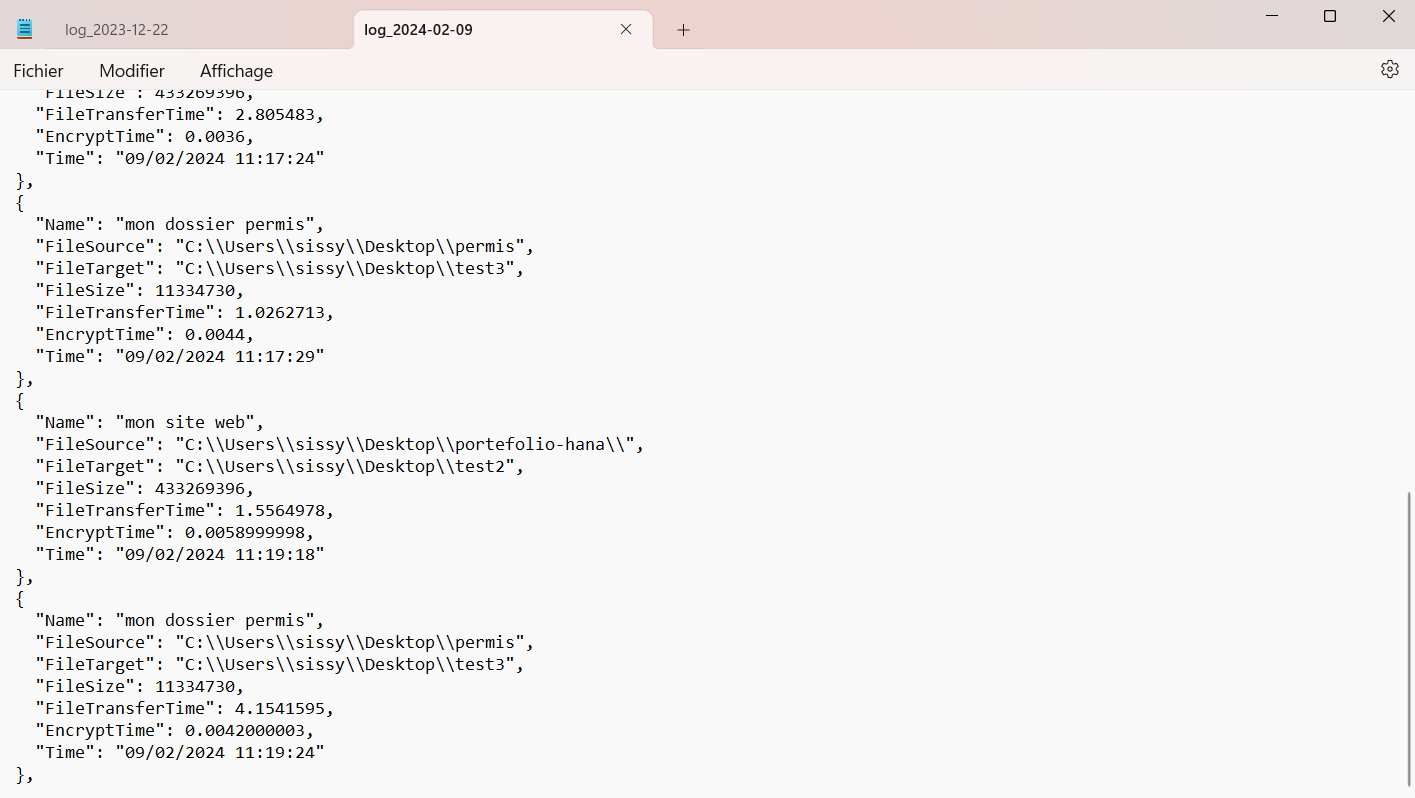 log_2023-12-22
log_2024-02-09
Fichier
Modifier
Affichage
"FileSize": 433269396,
"FileTransferTime": 2.805483,
"EncryptTime": 0.0036,
"Time": "09/02/2024 11:17:24"
},
{
"Name": "mon dossier permis",
"FileSource": "C:\\Users\\sissy\\Desktop\\permis",
"FileTarget": "C:\\Users\\sissy\\Desktop\\test3",
"FileSize": 11334730,
"FileTransferTime": 1.0262713,
"EncryptTime": 0.0044,
"Time": "09/02/2024 11:17:29"
},
{
"Name": "mon site web",
"FileSource": "C:\\Users\\sissy\\Desktop\\portefolio-hana\\",
"FileTarget": "C:\\Users\\sissy\\Desktop\\test2",
"FileSize": 433269396,
"FileTransferTime": 1.5564978,
"EncryptTime": 0.0058999998,
"Time": "09/02/2024 11:19:18"
},
{
"Name": "mon dossier permis",
"FileSource": "C:\\Users\\sissy\\Desktop\\permis",
"FileTarget": "C:\\Users\\sissy\\Desktop\\test3",
"FileSize": 11334730,
"FileTransferTime": 4.1541595,
"EncryptTime": 0.0042000003,
"Time": "09/02/2024 11:19:24"
},